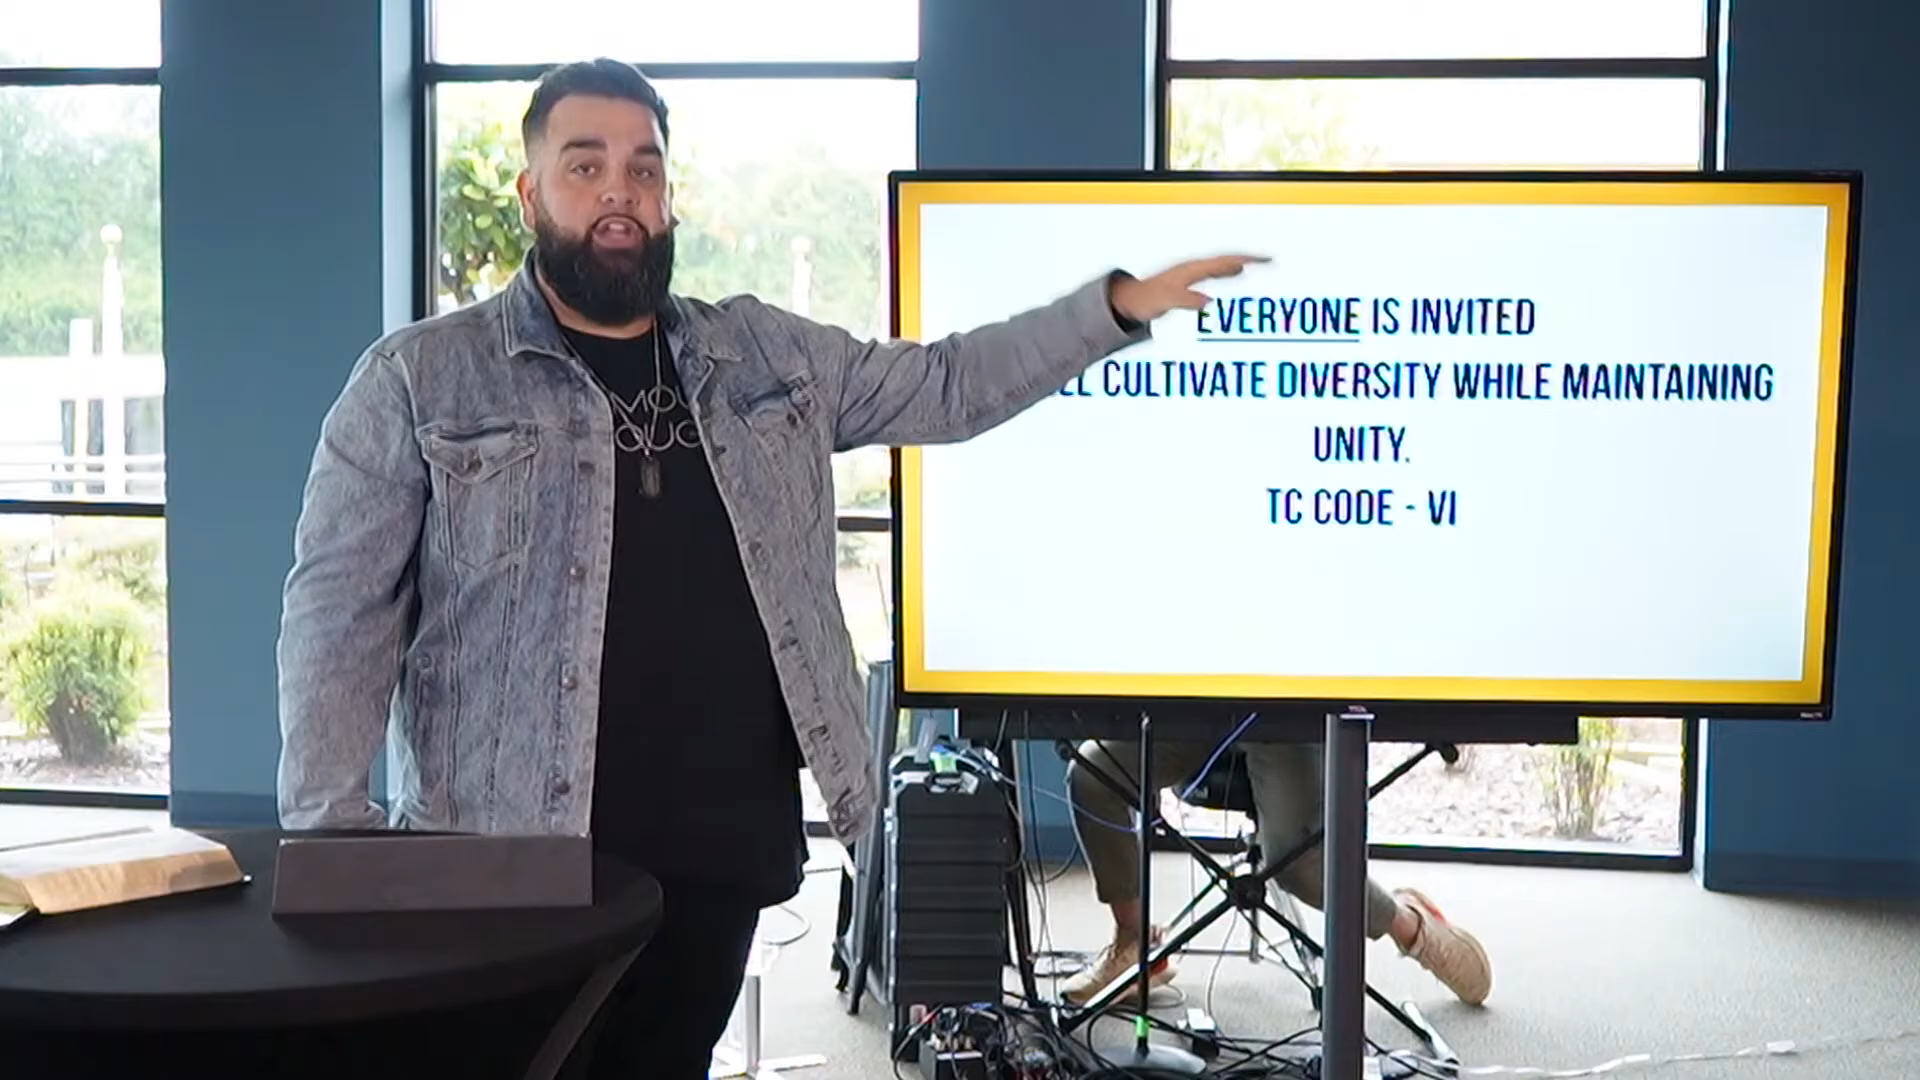 EVERYONE IS INVITED
CULTIVATE DIVERSITY WHILE MAINTAINING
UNITY.
TC CODE - VI